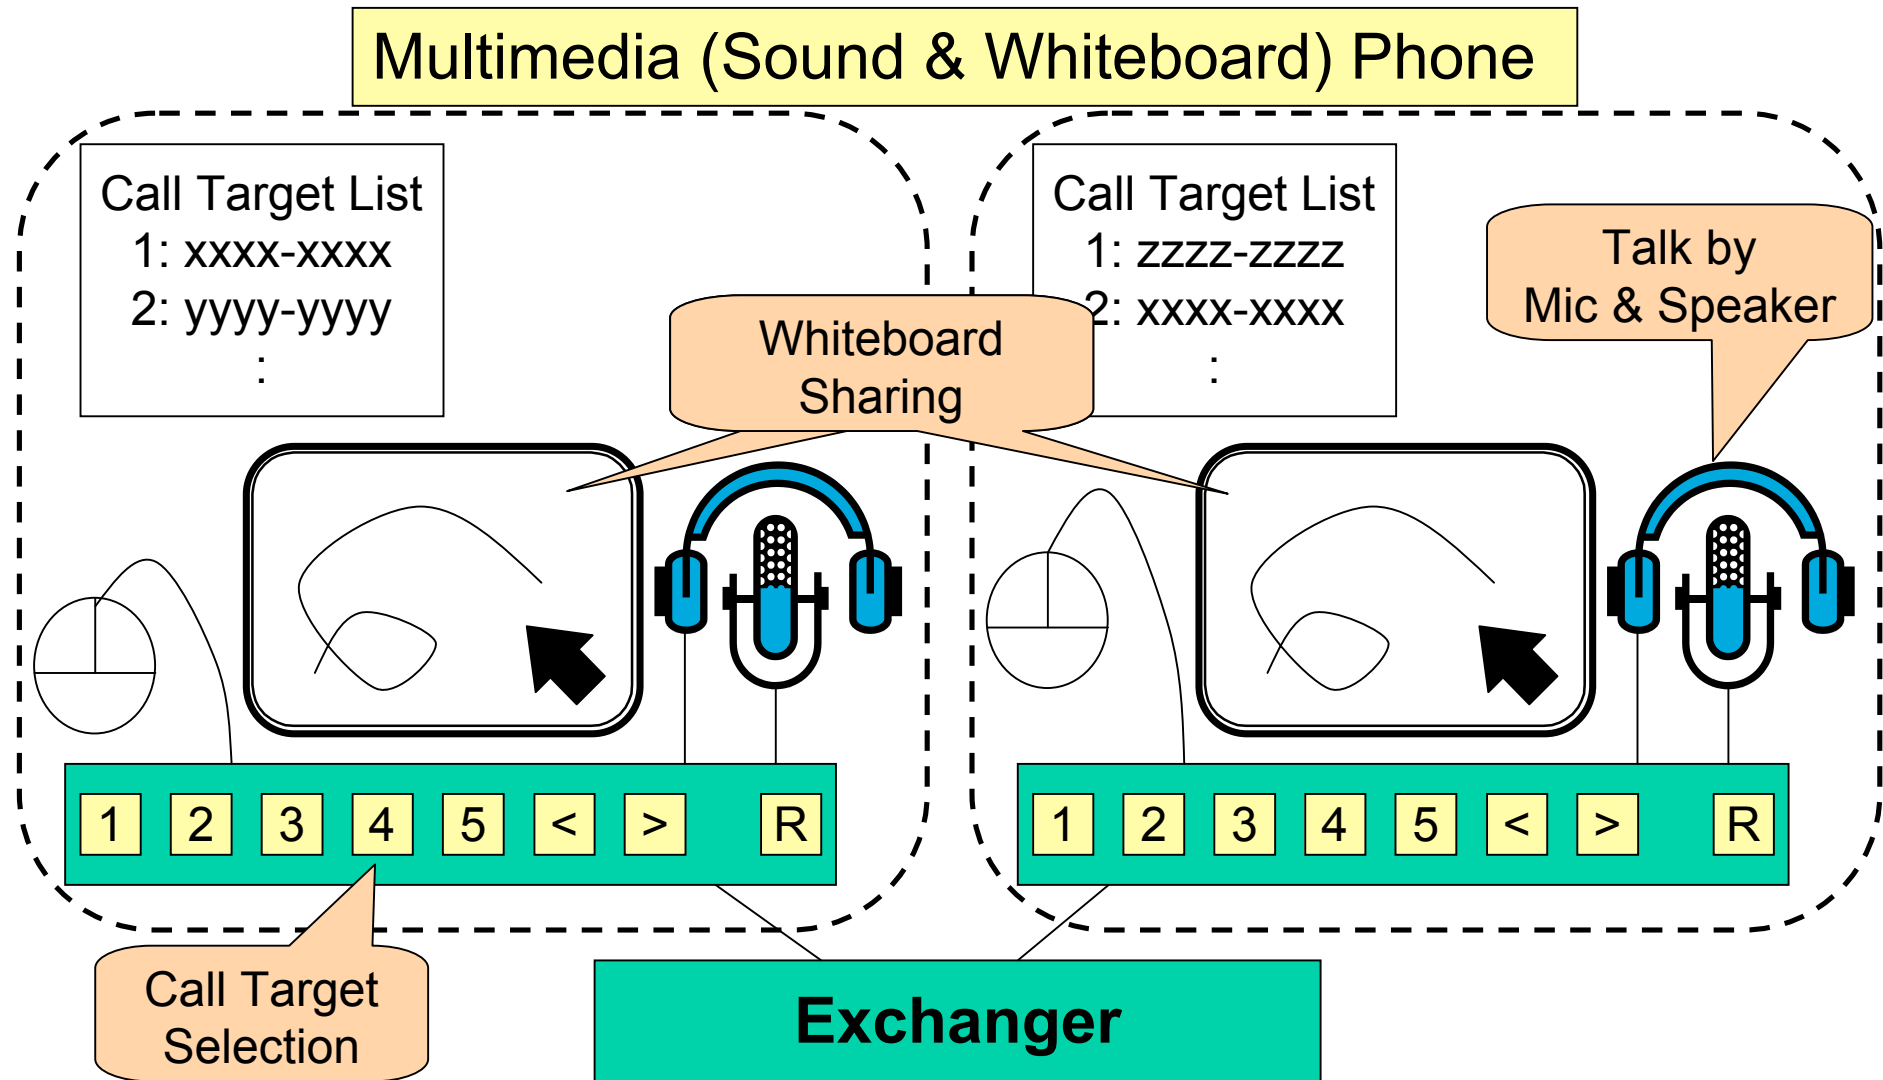 Multimedia (Sound & Whiteboard) Phone
Call Target List
1: xxxx-xxxx
2: yyyy-yyyy
:
Call Target List
1: zzzz-zzzz
2: xxxx-xxxx
:
Talk by
Mic & Speaker
Whiteboard
Sharing
1 2 3 4 5 < > R
1 2 3 4 5 < > R
Call Target
Selection
Exchanger